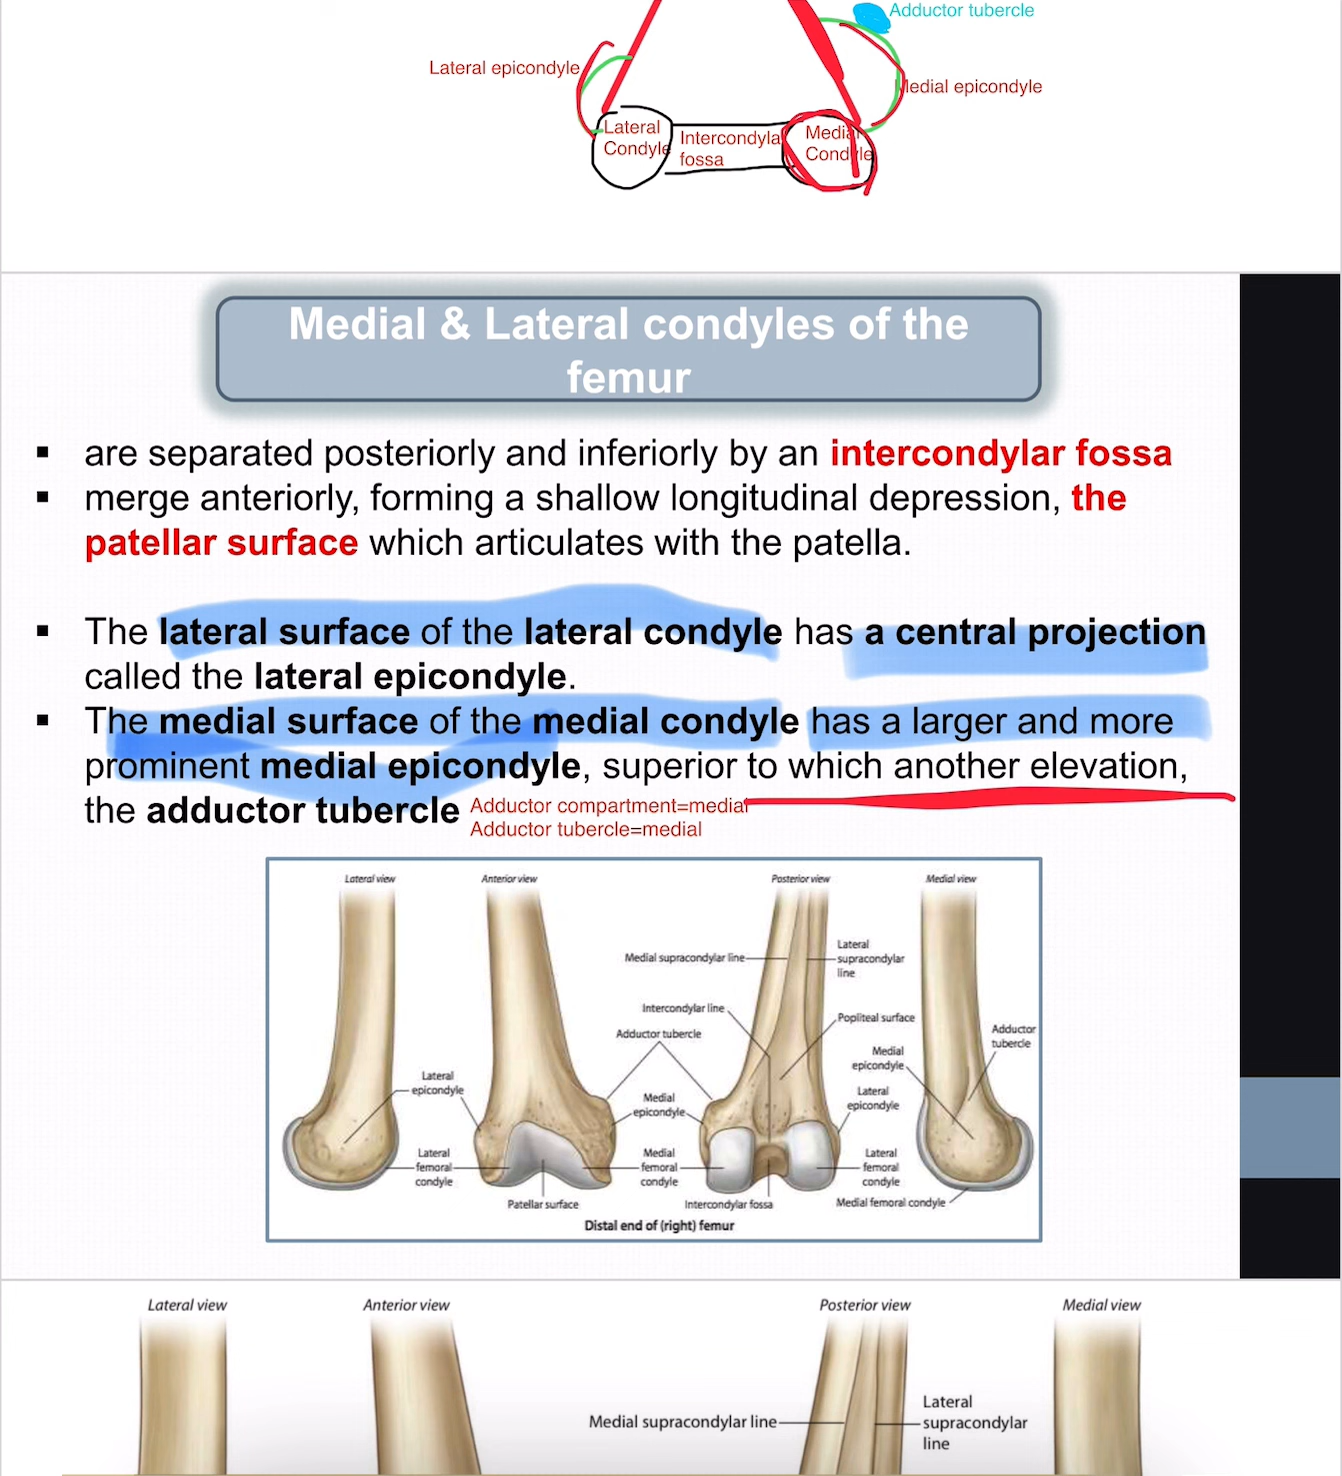 Adductor tubercle
Lateral epicondyle
Medial epicondyle
Lateral
Condyle
Intercondyla
fossa
Medial
Condyle
Medial & Lateral condyles of the
femur
▪ are separated posteriorly and inferiorly by an intercondylar fossa
▪ merge anteriorly, forming a shallow longitudinal depression, the
patellar surface which articulates with the patella.
▪ The lateral surface of the lateral condyle has a central projection
called the lateral epicondyle.
▪ The medial surface of the medial condyle has a larger and more
prominent medial epicondyle, superior to which another elevation,
the adductor tubercle
Adductor compartment=medial
Adductor tubercle=medial
Lateral view
Anterior view
Posterior view
Medial view
Medial supracondylar line
Lateral
supracondylar
line
Intercondylar line
Popliteal surface
Adductor tubercle
Adductor
tubercle
Medial
epicondyle
Lateral
epicondyle
Medial
epicondyle
Lateral
epicondyle
Lateral
femoral
condyle
Medial
femoral
condyle
Lateral
femoral
condyle
Patellar surface
Intercondylar fossa
Medial femoral condyle
Distal end of (right) femur
Lateral view
Anterior view
Posterior view
Medial view
Medial supracondylar line
Lateral
supracondylar
line